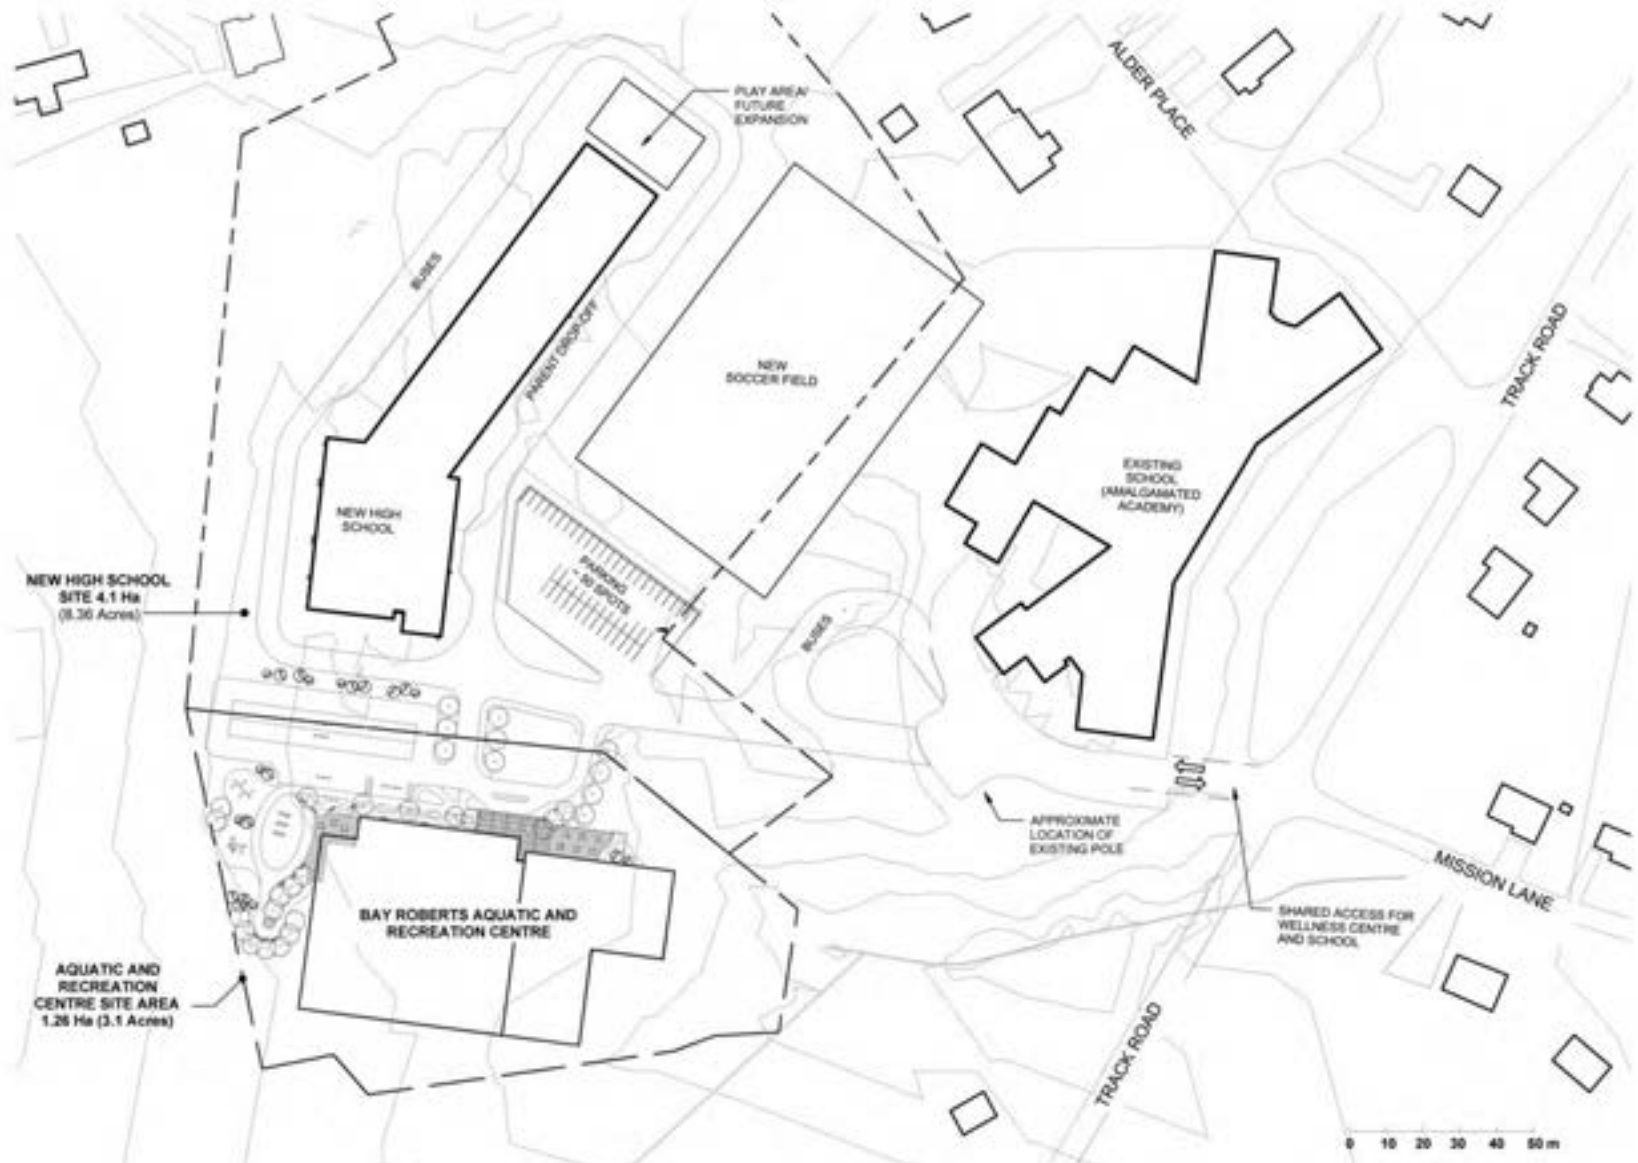 ALDER PLACE
PLAY AREA/
FUTURE
EXPANSION
BUSES
PARENT DROP-OFF
NEW
SOCCER FIELD
TRACK ROAD
EXISTING
SCHOOL
(AMALGAMATED
ACADEMY)
NEW HIGH
SCHOOL
PARKING
~ 50 SPOTS
NEW HIGH SCHOOL
SITE 4.1 Ha
(8.36 Acres)
BUSES
APPROXIMATE
LOCATION OF
EXISTING POLE
MISSION LANE
SHARED ACCESS FOR
WELLNESS CENTRE
AND SCHOOL
BAY ROBERTS AQUATIC AND
RECREATION CENTRE
AQUATIC AND
RECREATION
CENTRE SITE AREA
1.26 Ha (3.1 Acres)
TRACK ROAD
0 10 20 30 40 50 m